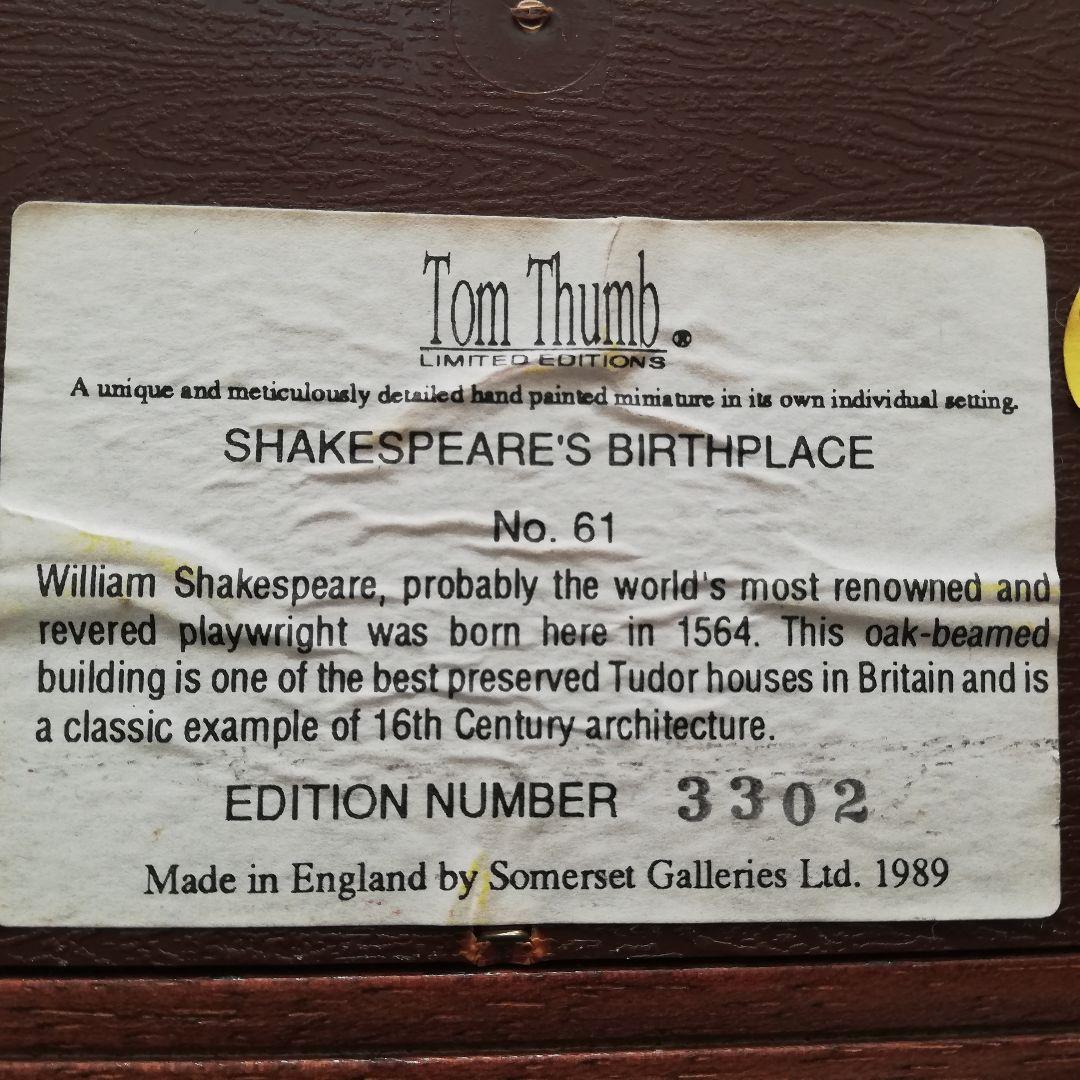 Tom Thumb ®
LIMITED EDITIONS
A unique and meticulously detailed hand painted miniature in its own individual setting.
SHAKESPEARE'S BIRTHPLACE
No. 61
William Shakespeare, probably the world's most renowned and
revered playwright was born here in 1564. This oak-beamed
building is one of the best preserved Tudor houses in Britain and is
a classic example of 16th Century architecture.
EDITION NUMBER 3302
Made in England by Somerset Galleries Ltd. 1989